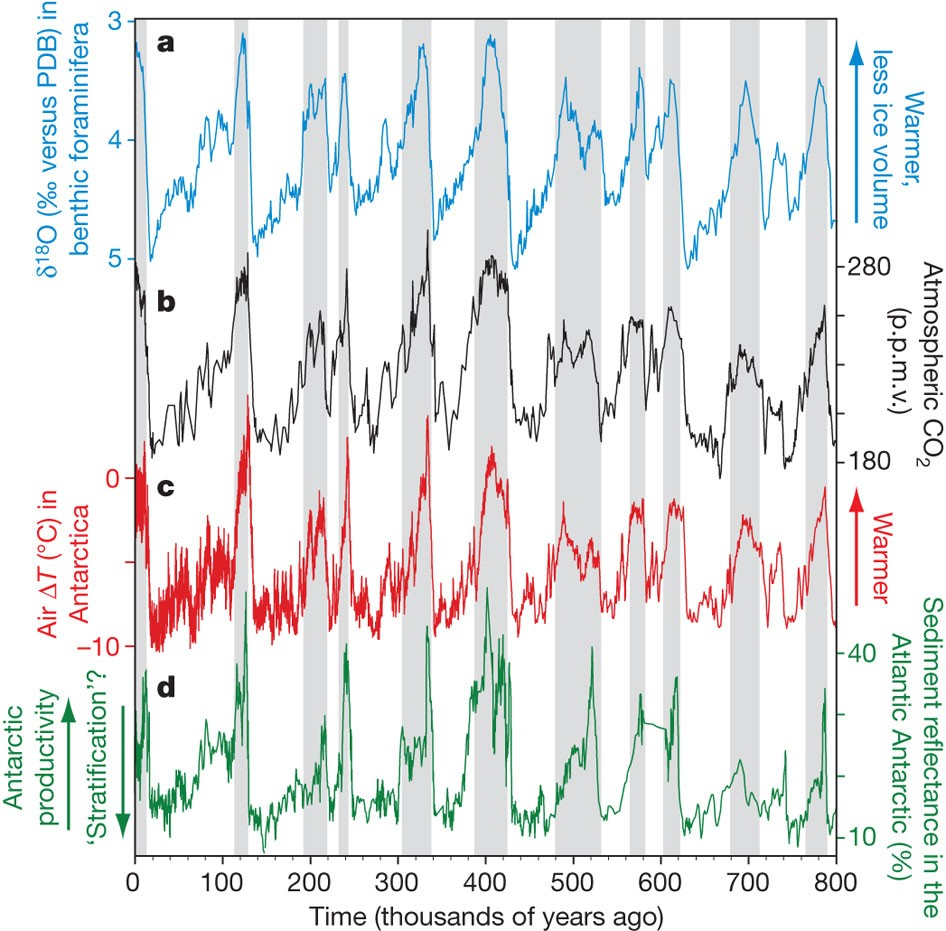 δ¹⁸O (‰ versus PDB) in
benthic foraminifera
3
4
5
a
Warmer,
less ice volume
b
280
180
Atmospheric CO₂
(p.p.m.v.)
Air ΔT (°C) in
Antarctica
0
–10
c
Warmer
Antarctic
productivity
'Stratification'?
d
40
10
Sediment reflectance in the
Atlantic Antarctic (%)
0 100 200 300 400 500 600 700 800
Time (thousands of years ago)